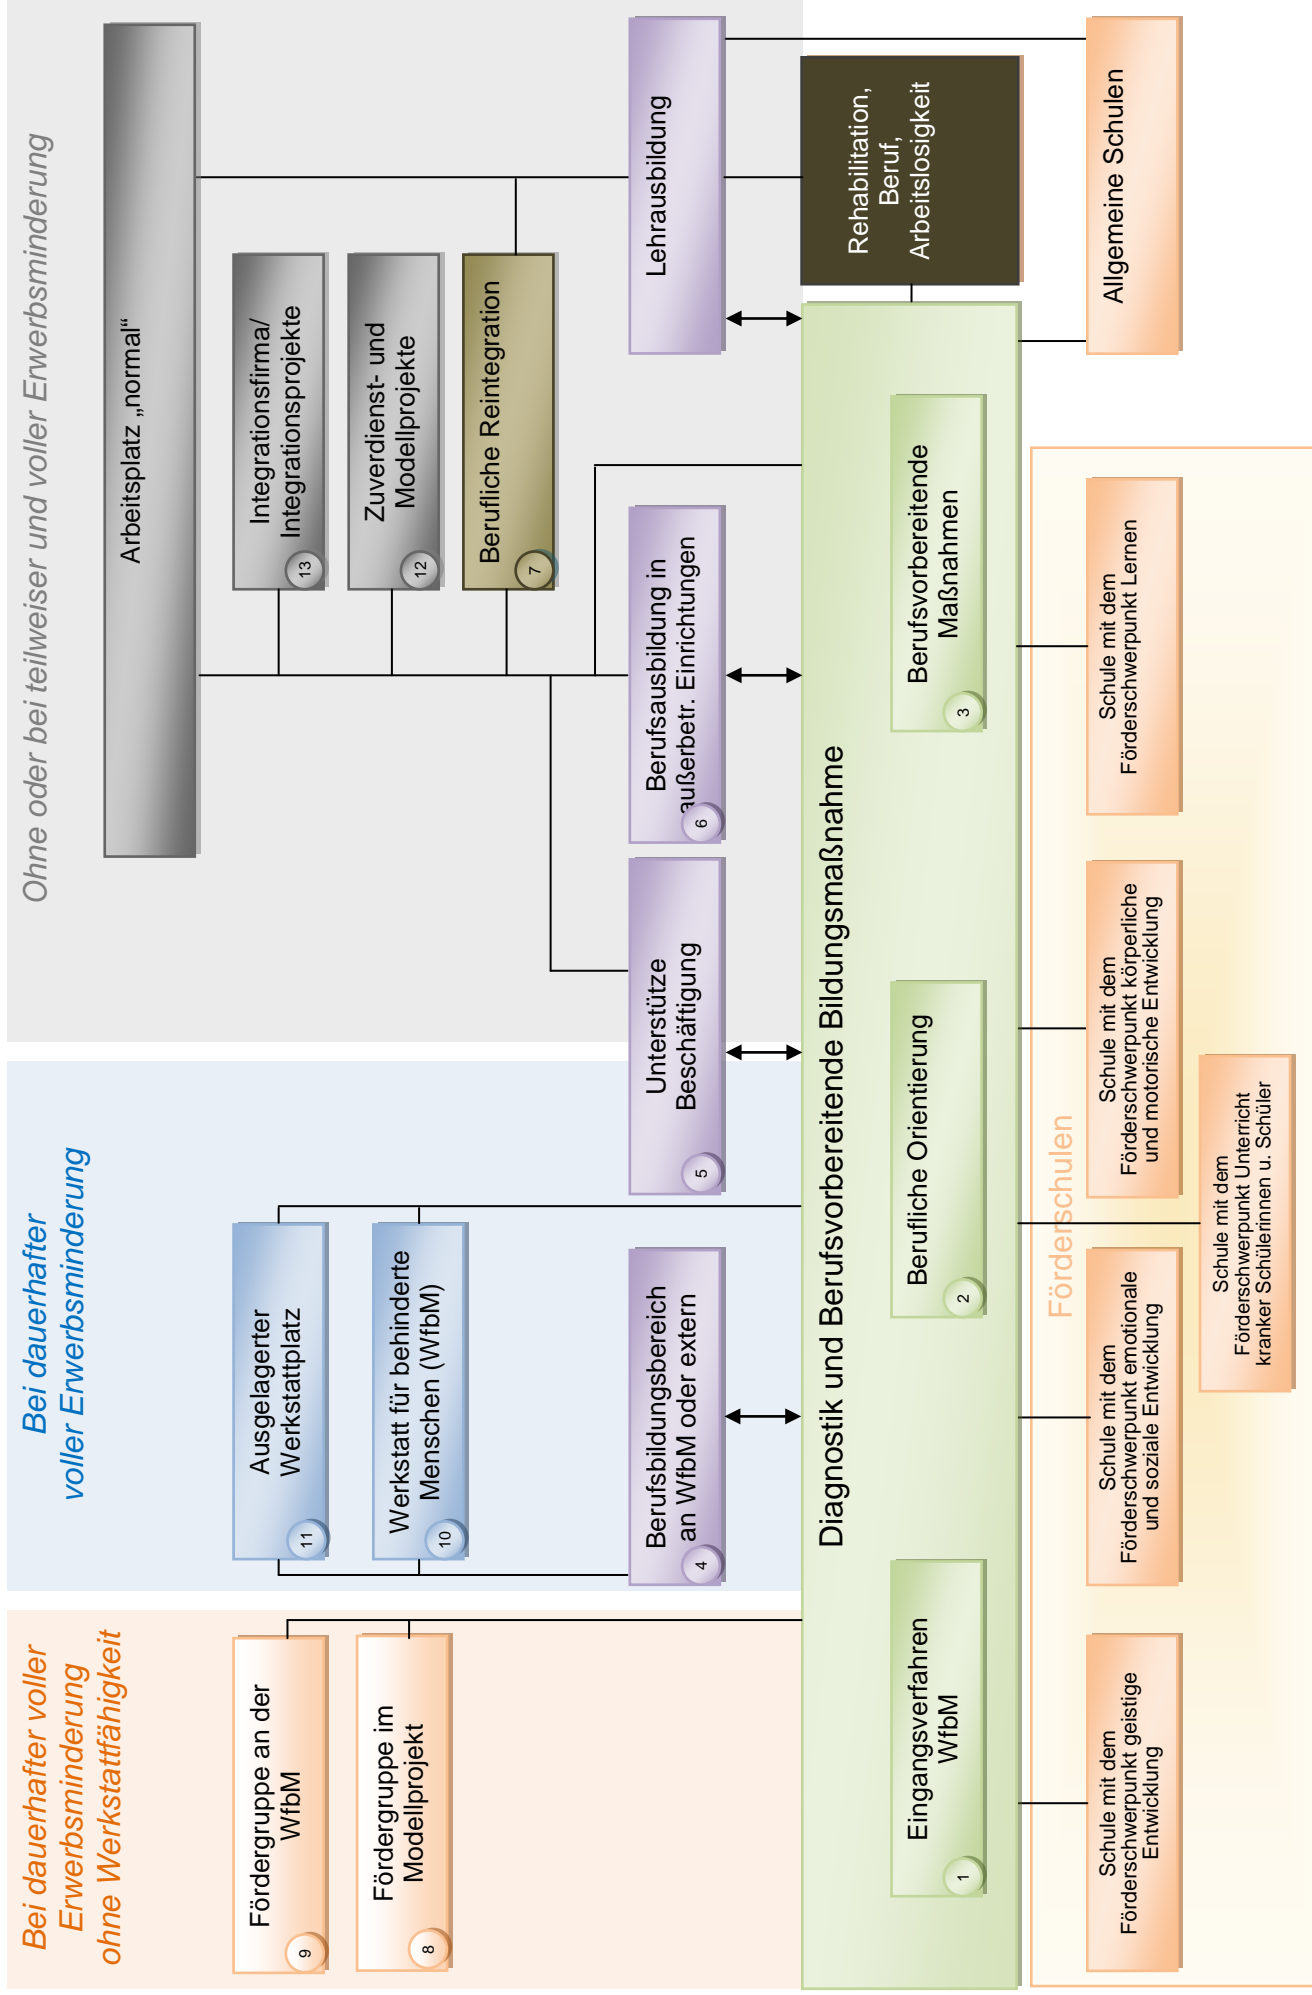 Bei dauerhafter voller
Erwerbsminderung
ohne Werkstattfähigkeit
Bei dauerhafter
voller Erwerbsminderung
Ohne oder bei teilweiser und voller Erwerbsminderung
Arbeitsplatz „normal“
Fördergruppe an der
WfbM
9
Ausgelagerter
Werkstattplatz
11
Integrationsfirma/
Integrationsprojekte
13
Fördergruppe im
Modellprojekt
8
Werkstatt für behinderte
Menschen (WfbM)
10
Zuverdienst- und
Modellprojekte
12
Berufliche Reintegration
7
Berufsbildungsbereich
an WfbM oder extern
4
Unterstütze
Beschäftigung
5
Berufsausbildung in
außerbetr. Einrichtungen
6
Lehrausbildung
Diagnostik und Berufsvorbereitende Bildungsmaßnahme
Rehabilitation,
Beruf,
Arbeitslosigkeit
Eingangsverfahren
WfbM
1
Berufliche Orientierung
2
Berufsvorbereitende
Maßnahmen
3
Förderschulen
Schule mit dem
Förderschwerpunkt geistige
Entwicklung
Schule mit dem
Förderschwerpunkt emotionale
und soziale Entwicklung
Schule mit dem
Förderschwerpunkt körperliche
und motorische Entwicklung
Schule mit dem
Förderschwerpunkt Lernen
Allgemeine Schulen
Schule mit dem
Förderschwerpunkt Unterricht
kranker Schülerinnen u. Schüler